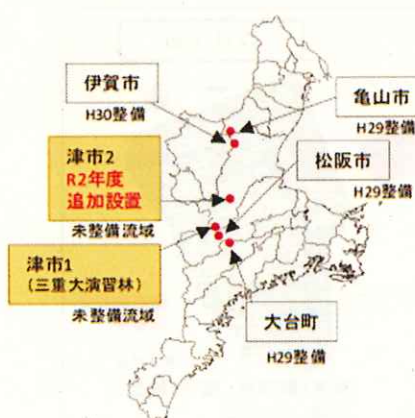 伊賀市
H30整備
亀山市
H29整備
津市2
R2年度
追加設置
未整備流域
松阪市
H29整備
津市1
(三重大演習林)
未整備流域
大台町
H29整備